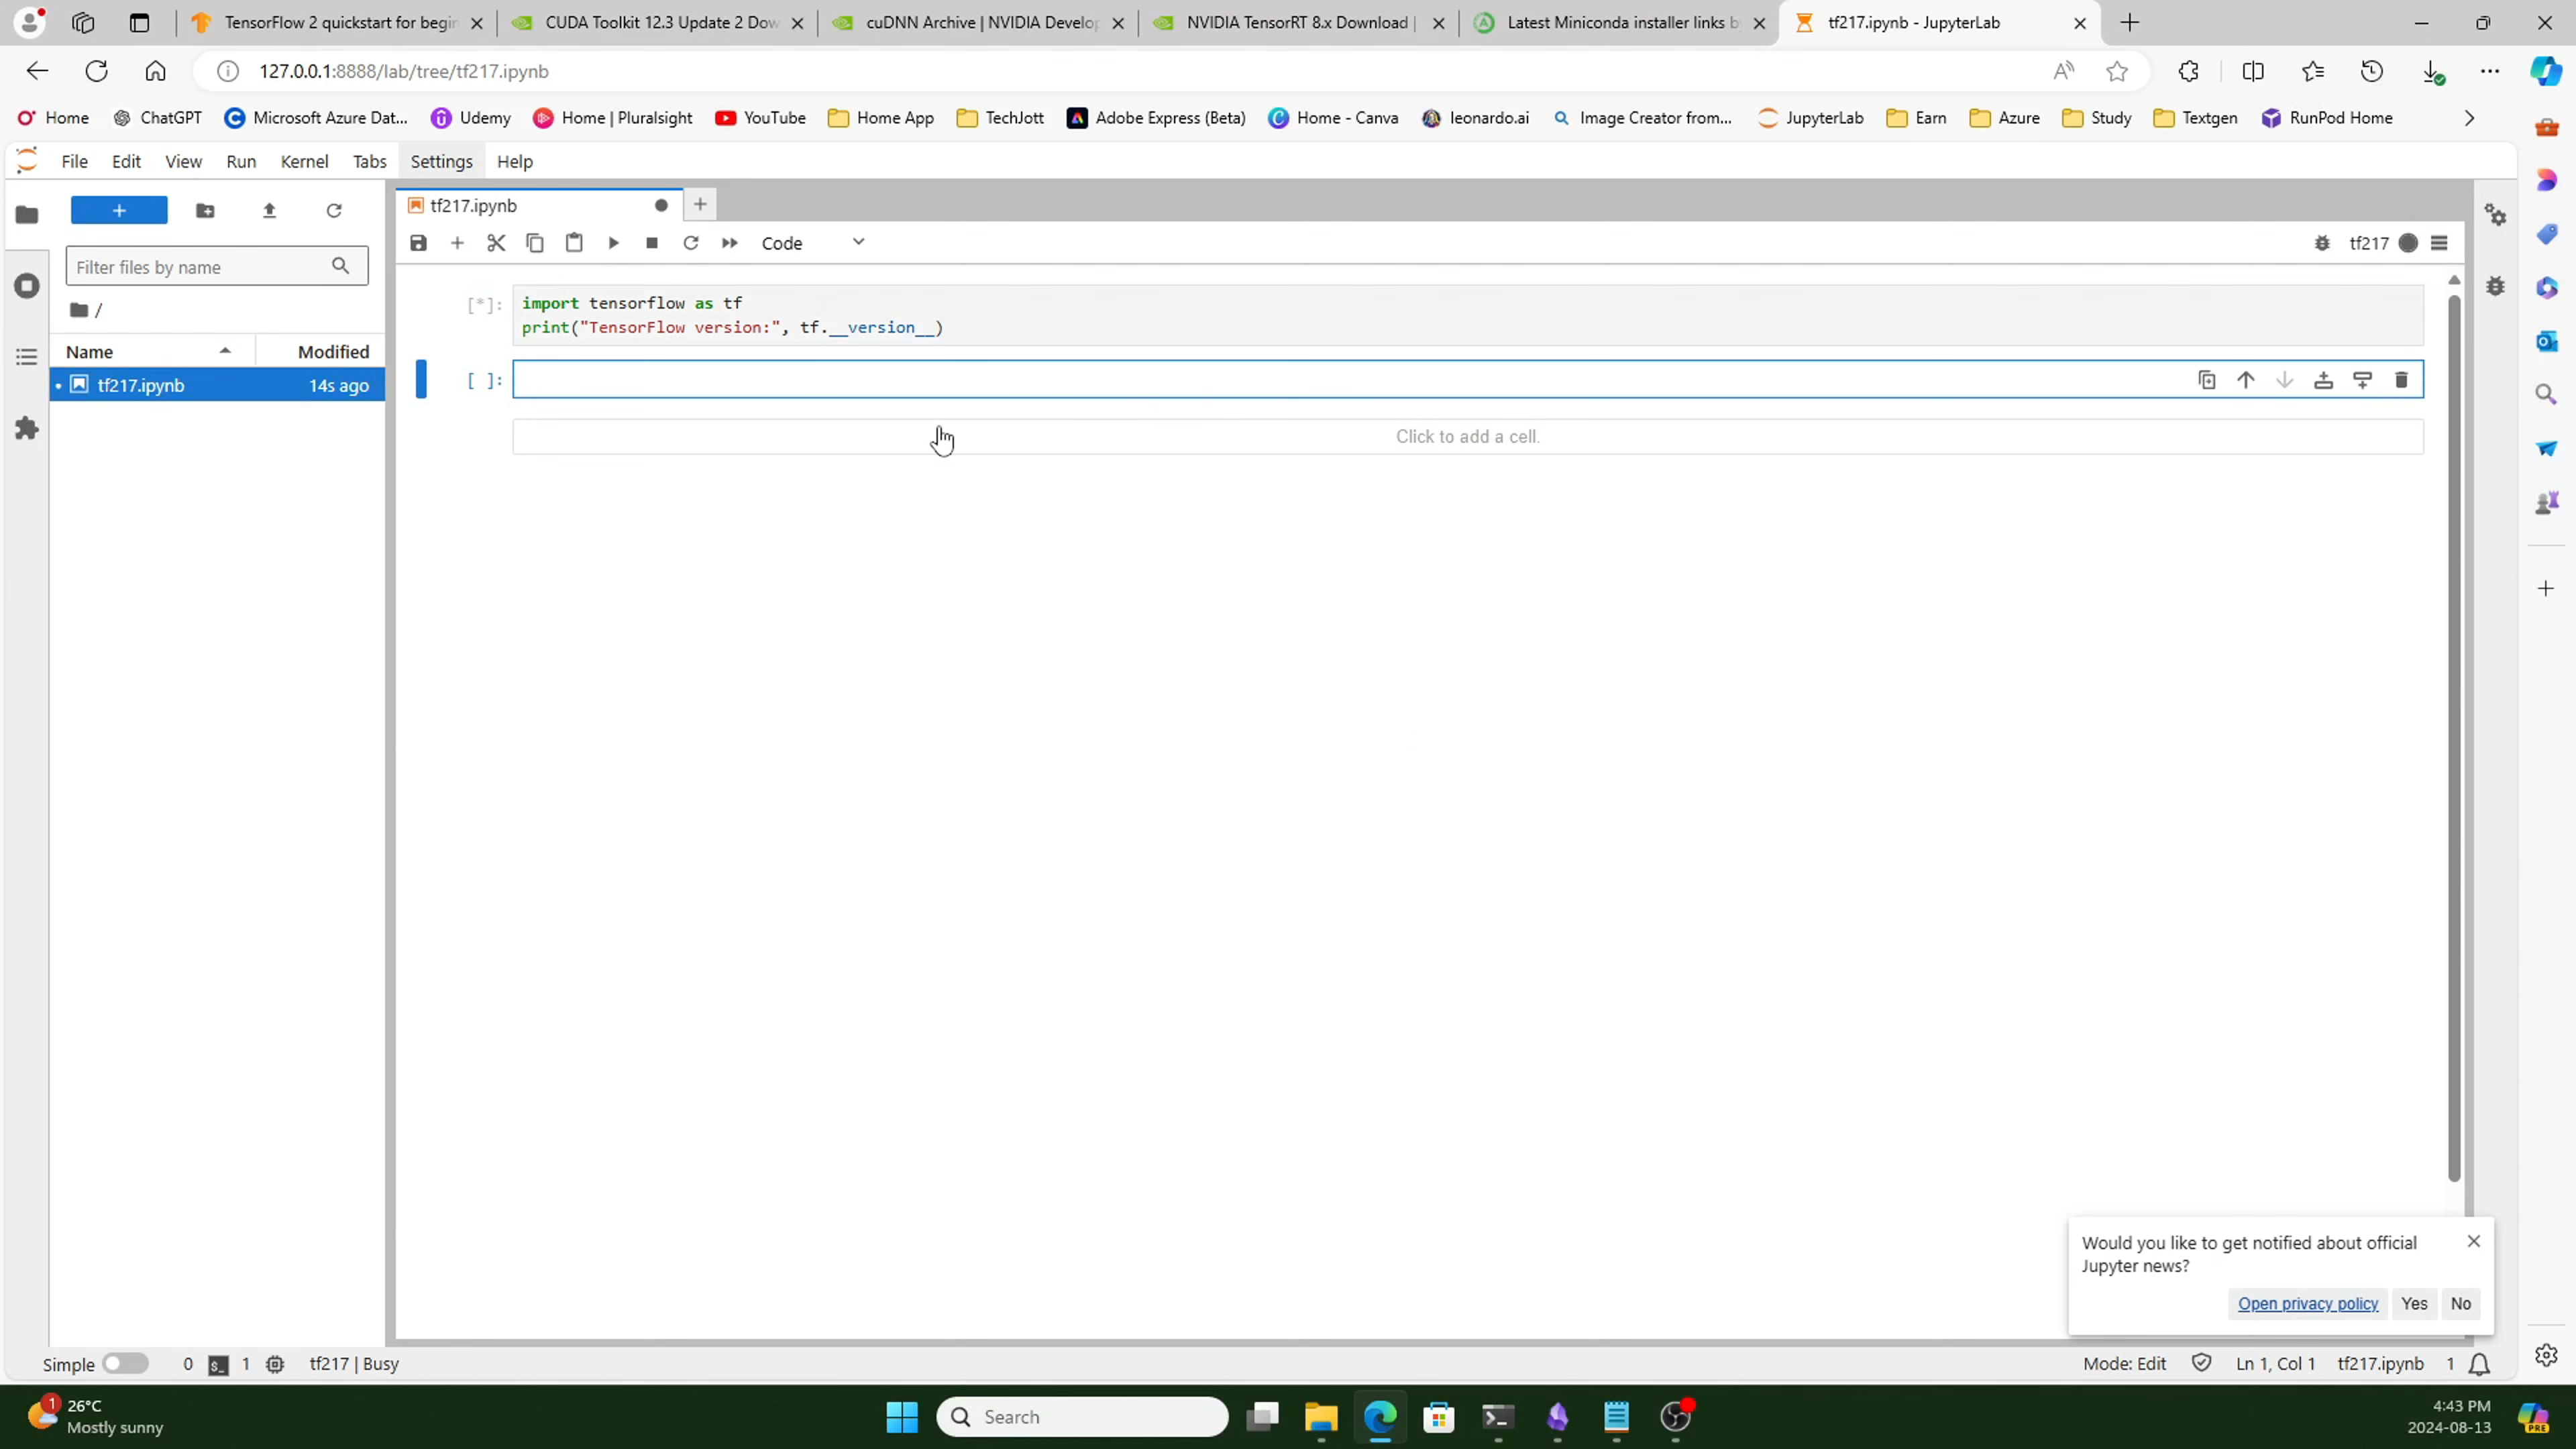 TensorFlow 2 quickstart for begin
CUDA Toolkit 12.3 Update 2 Dow
cuDNN Archive | NVIDIA Develop
NVIDIA TensorRT 8.x Download |
Latest Miniconda installer links by
tf217.ipynb - JupyterLab
127.0.0.1:8888/lab/tree/tf217.ipynb
Home
ChatGPT
Microsoft Azure Dat...
Udemy
Home | Pluralsight
YouTube
Home App
TechJott
Adobe Express (Beta)
Home - Canva
leonardo.ai
Image Creator from...
JupyterLab
Earn
Azure
Study
Textgen
RunPod Home
File Edit View Run Kernel Tabs Settings Help
tf217.ipynb
Code
tf217
Filter files by name
/
Name Modified
tf217.ipynb 14s ago
[*]: import tensorflow as tf
print("TensorFlow version:", tf.__version__)
[ ]:
Click to add a cell.
Would you like to get notified about official
Jupyter news?
Open privacy policy Yes No
Simple 0 $_ 1 tf217 | Busy
Mode: Edit Ln 1, Col 1 tf217.ipynb 1
1
26°C
Mostly sunny
Search
4:43 PM
2024-08-13
PRE